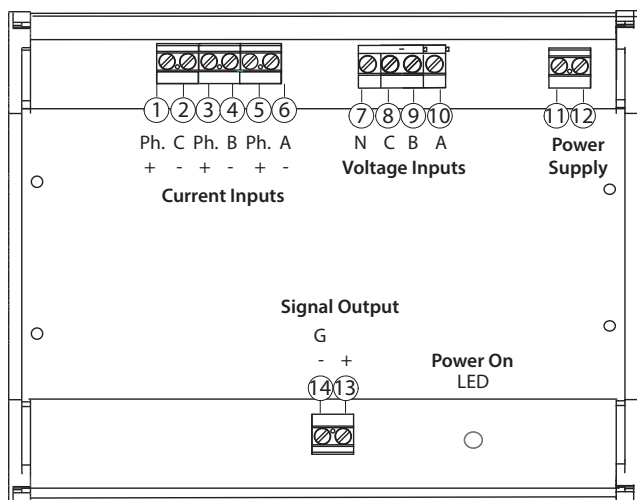 1 2 3 4 5 6 7 8 9 10 11 12
Ph. C Ph. B Ph. A N C B A Power
+ - + - + - Voltage Inputs Supply
Current Inputs
Signal Output
G
- + Power On
14 13 LED